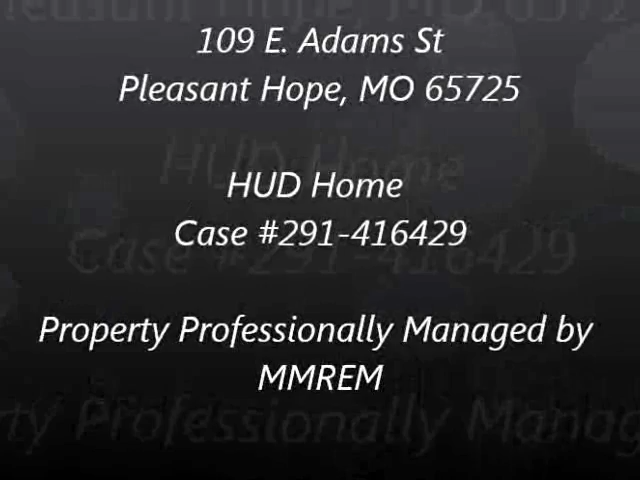 109 E. Adams St
Pleasant Hope, MO 65725
HUD Home
Case #291-416429
Property Professionally Managed by
MMREM